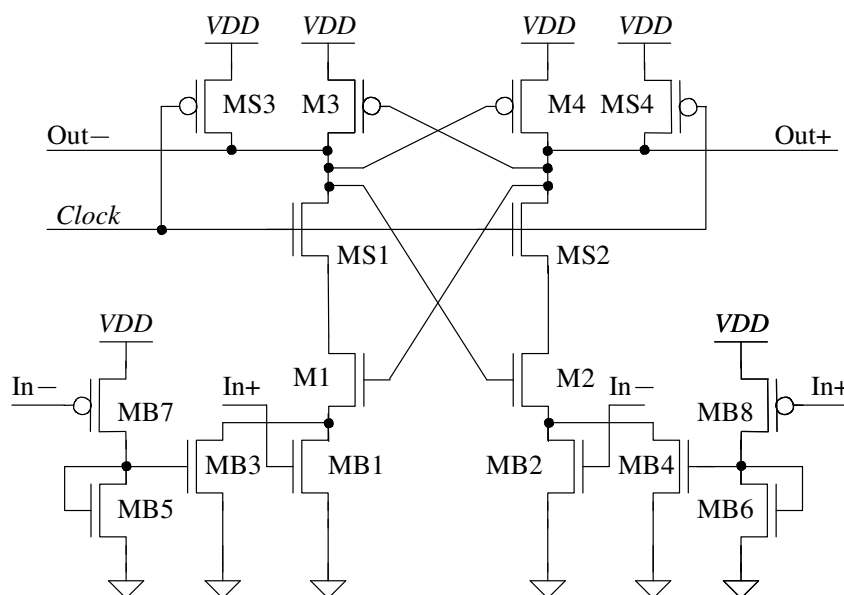 VDD VDD VDD VDD
MS3 M3 M4 MS4
Out− Out+
Clock
MS1 MS2
VDD VDD
M1 In+ M2 In−
In− MB7 MB8 In+
MB3 MB1 MB2 MB4
MB5 MB6